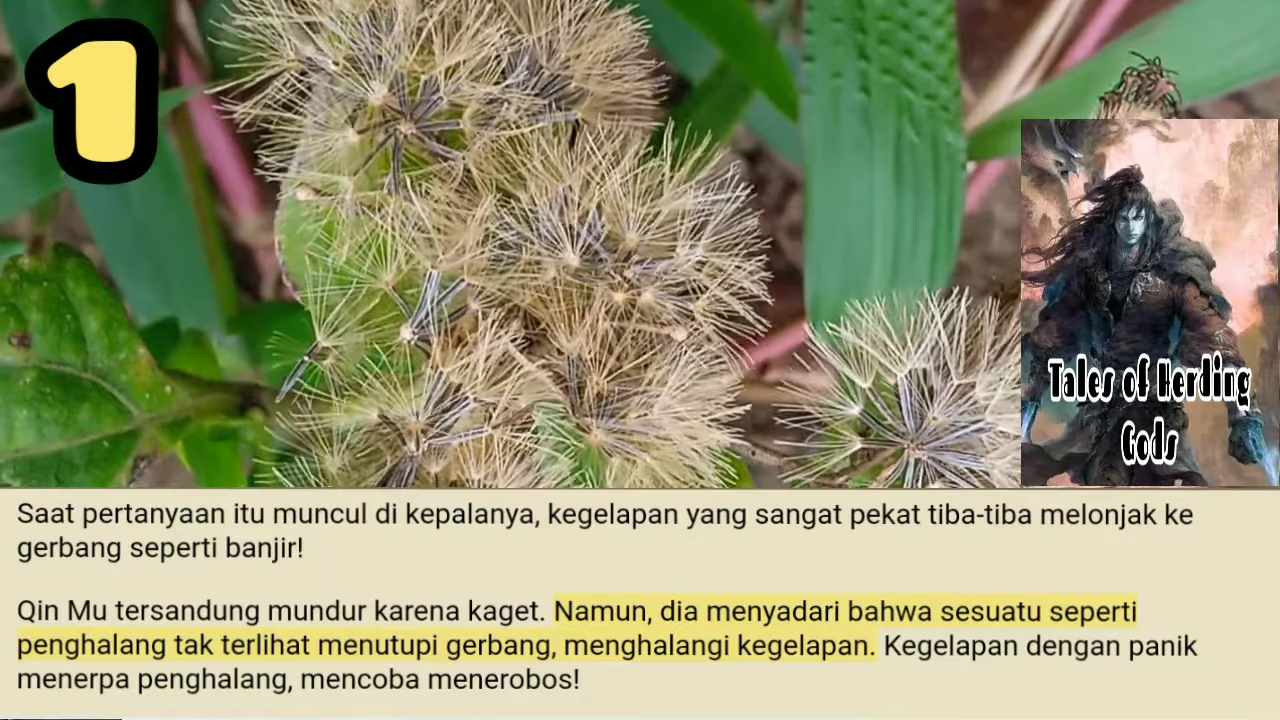 1
Tales of Herding
Gods
Saat pertanyaan itu muncul di kepalanya, kegelapan yang sangat pekat tiba-tiba melonjak ke
gerbang seperti banjir!
Qin Mu tersandung mundur karena kaget. Namun, dia menyadari bahwa sesuatu seperti
penghalang tak terlihat menutupi gerbang, menghalangi kegelapan. Kegelapan dengan panik
menerpa penghalang, mencoba menerobos!